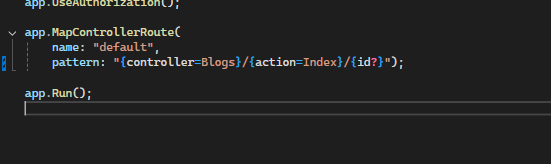 app.UseAuthorization();
app.MapControllerRoute(
name: "default",
pattern: "{controller=Blogs}/{action=Index}/{id?}");
app.Run();